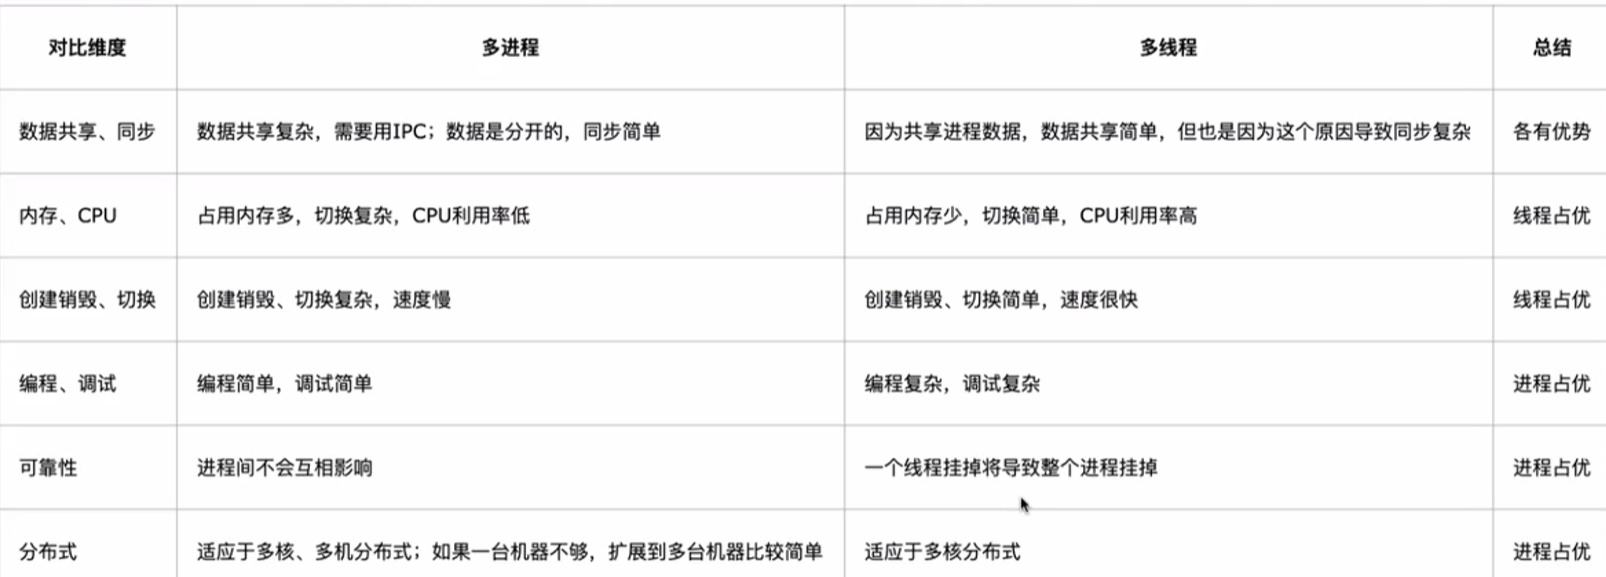 对比维度 多进程 多线程 总结
数据共享、同步 数据共享复杂，需要用IPC；数据是分开的，同步简单 因为共享进程数据，数据共享简单，但也是因为这个原因导致同步复杂 各有优势
内存、CPU 占用内存多，切换复杂，CPU利用率低 占用内存少，切换简单，CPU利用率高 线程占优
创建销毁、切换 创建销毁、切换复杂，速度慢 创建销毁、切换简单，速度很快 线程占优
编程、调试 编程简单，调试简单 编程复杂，调试复杂 进程占优
可靠性 进程间不会互相影响 一个线程挂掉将导致整个进程挂掉 进程占优
分布式 适应于多核、多机分布式；如果一台机器不够，扩展到多台机器比较简单 适应于多核分布式 进程占优